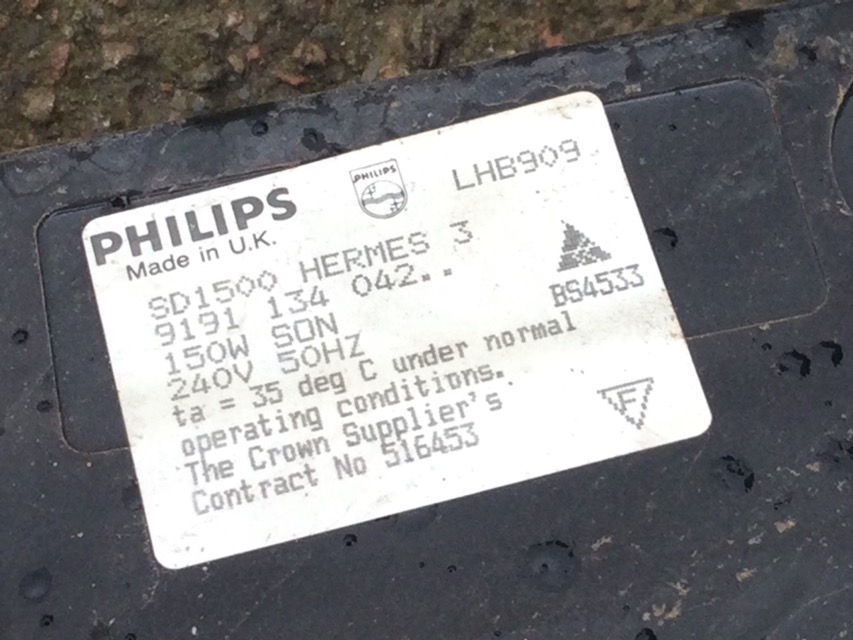 PHILIPS
Made in U.K.
PHILIPS
LHB909
SD1500 HERMES 3
9191 134 042..
150W SON
240V 50HZ
BS4533
ta = 35 deg C under normal
operating conditions.
The Crown Supplier's
Contract No 516453
F